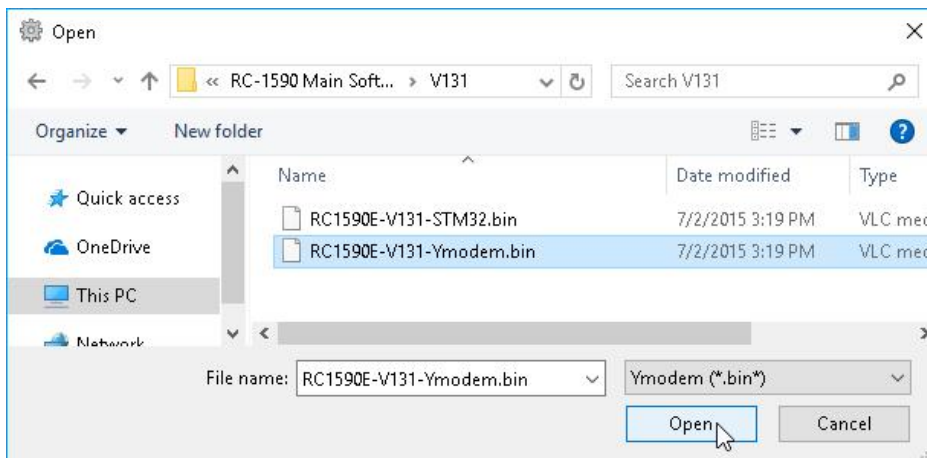 Open
« RC-1590 Main Soft... > V131
Search V131
Organize
New folder
Name
Date modified
Type
Quick access
OneDrive
This PC
Network
RC1590E-V131-STM32.bin 7/2/2015 3:19 PM VLC med
RC1590E-V131-Ymodem.bin 7/2/2015 3:19 PM VLC med
File name: RC1590E-V131-Ymodem.bin
Ymodem (*.bin*)
Open
Cancel